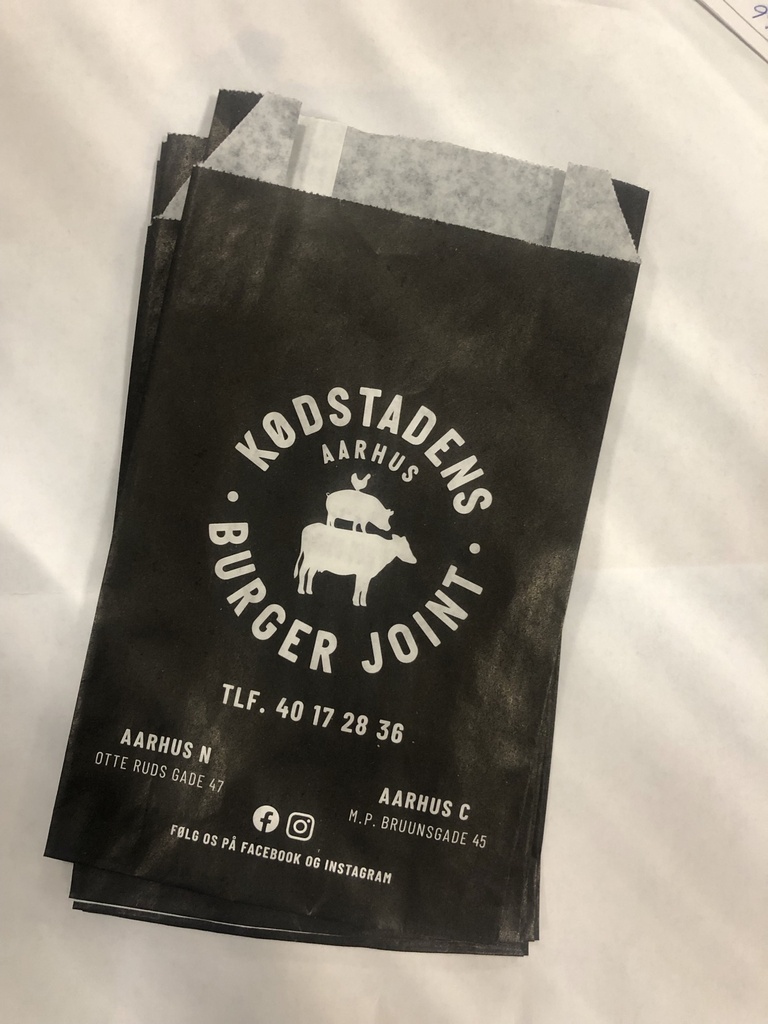 KØDSTADENS
AARHUS
BURGER JOINT
TLF. 40 17 28 36
AARHUS N
OTTE RUDS GADE 47
AARHUS C
M.P. BRUUNSGADE 45
FØLG OS PÅ FACEBOOK OG INSTAGRAM